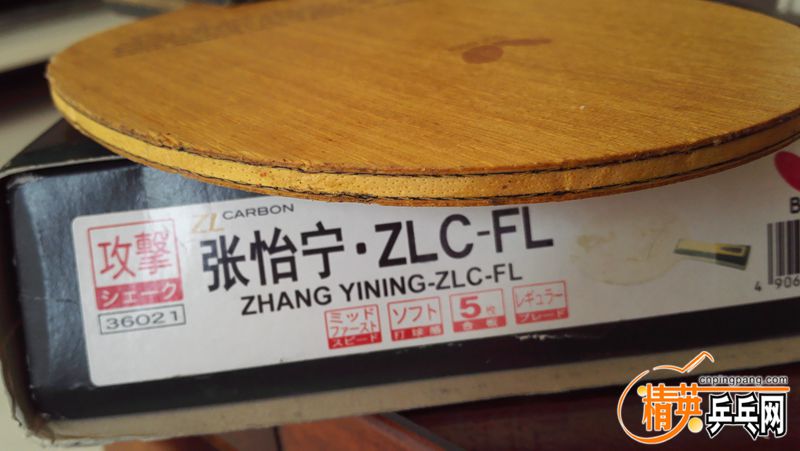 ZL CARBON
攻撃
シェーク
36021
张怡宁·ZLC-FL
ZHANG YINING-ZLC-FL
ミッド
ファースト
スピード
ソフト
打球感
5枚
合板
レギュラー
ブレード
B
4 906
cnpingpang.com
精英乒乓网